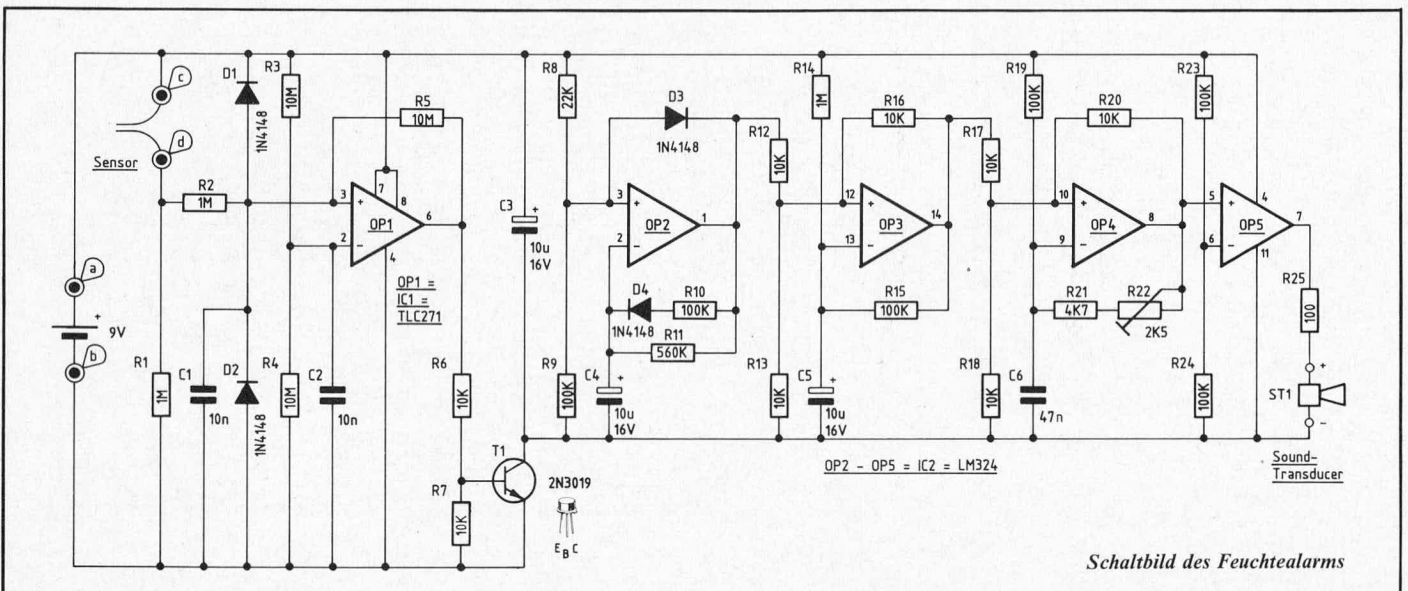 c
d
Sensor
a
+
9V
b
R1
1M
R2
1M
D1
1N4148
R3
10M
C1
10n
D2
1N4148
R4
10M
C2
10n
R5
10M
3
+
7
8
OP1
6
2
−
4
OP1 =
IC1 =
TLC271
R6
10K
R7
10K
T1
2N3019
E B C
C3
+
10u
16V
R8
22K
R9
100K
D3
1N4148
3
+
OP2
1
2
−
D4
1N4148
R10
100K
R11
560K
C4
+
10u
16V
R12
10K
R13
10K
R14
1M
R16
10K
12
+
OP3
14
13
−
R15
100K
C5
+
10u
16V
R17
10K
R18
10K
R19
100K
R20
10K
10
+
OP4
8
9
−
R21
4K7
R22
2K5
C6
47n
R23
100K
R24
100K
5
+
4
OP5
7
6
−
11
R25
100
+
ST1
−
Sound-
Transducer
OP2 - OP5 = IC2 = LM324
Schaltbild des Feuchtealarms